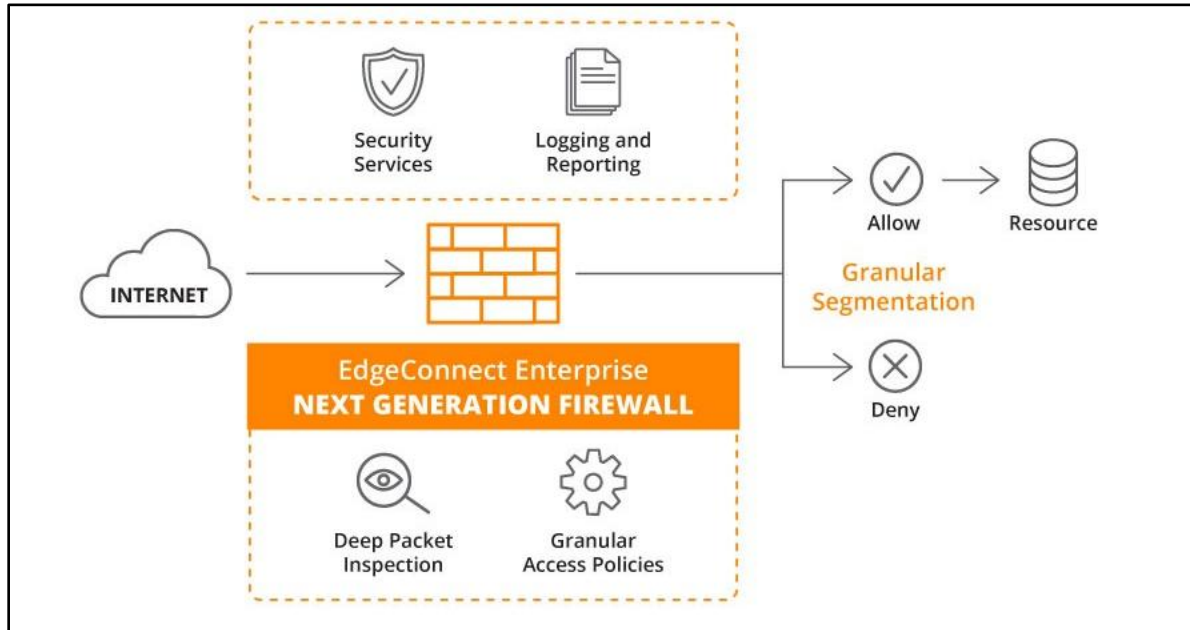 Security
Services
Logging and
Reporting
INTERNET
Allow
Resource
Granular
Segmentation
Deny
EdgeConnect Enterprise
NEXT GENERATION FIREWALL
Deep Packet
Inspection
Granular
Access Policies